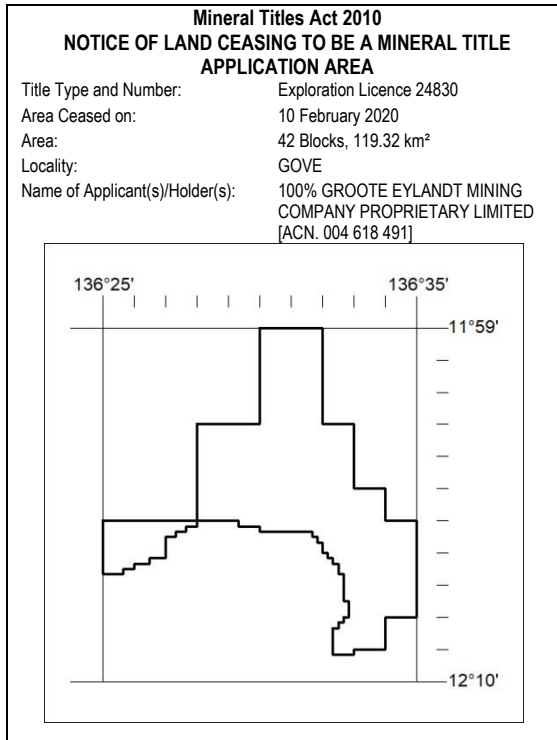 Mineral Titles Act 2010
NOTICE OF LAND CEASING TO BE A MINERAL TITLE
APPLICATION AREA
Title Type and Number: Exploration Licence 24830
Area Ceased on: 10 February 2020
Area: 42 Blocks, 119.32 km²
Locality: GOVE
Name of Applicant(s)/Holder(s): 100% GROOTE EYLANDT MINING
COMPANY PROPRIETARY LIMITED
[ACN. 004 618 491]
136°25' 136°35'
11°59'
12°10'